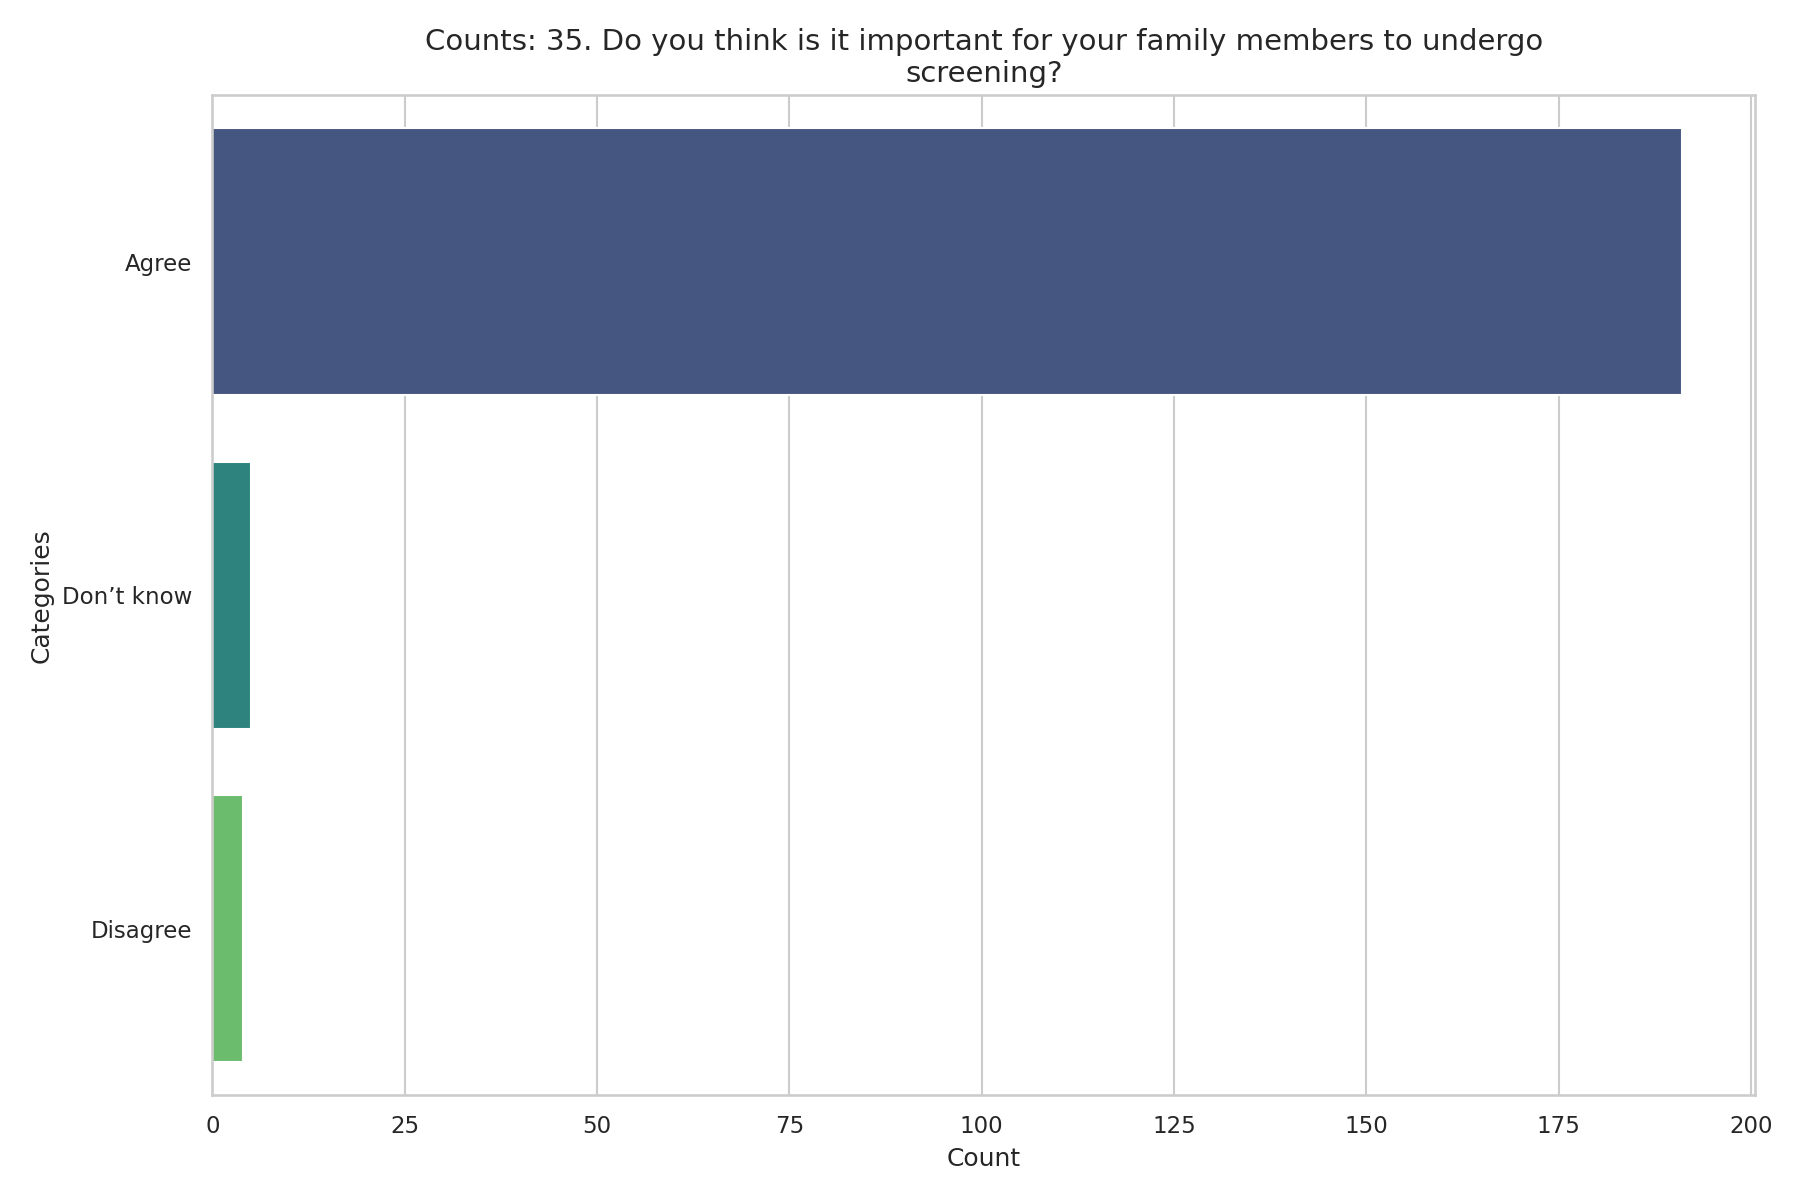 Counts: 35. Do you think is it important for your family members to undergo
screening?
Agree
Don’t know
Disagree
Categories
0 25 50 75 100 125 150 175 200
Count